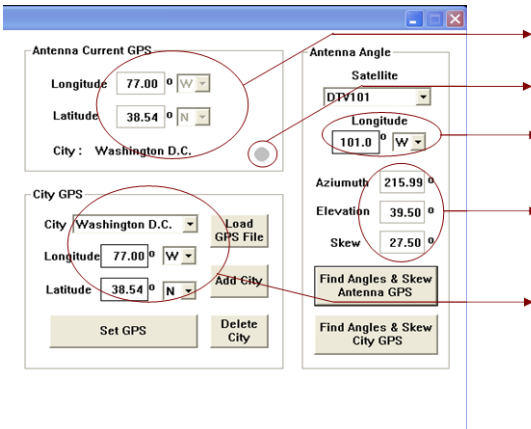 Antenna Current GPS
Longitude 77.00 º W
Latitude 38.54 º N
City : Washington D.C.
City GPS
City Washington D.C.
Load GPS File
Longitude 77.00 º W
Latitude 38.54 º N
Add City
Set GPS
Delete City
Antenna Angle
Satellite
DTV101
Longitude
101.0 º W
Aziumuth 215.99 º
Elevation 39.50 º
Skew 27.50 º
Find Angles & Skew
Antenna GPS
Find Angles & Skew
City GPS